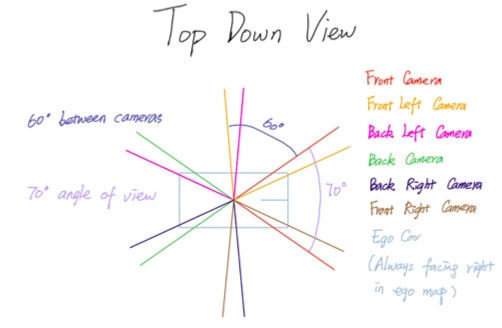 Top Down View
Front Camera
Front Left Camera
60° between cameras
60°
Back Left Camera
Back Camera
70° angle of view
70°
Back Right Camera
Front Right Camera
Ego Car
(Always facing right
in ego map)